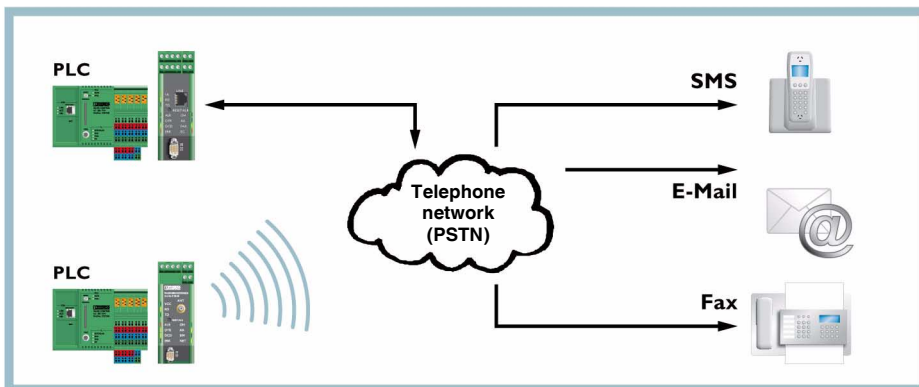 PLC
SMS
Telephone
network
(PSTN)
E-Mail
PLC
Fax